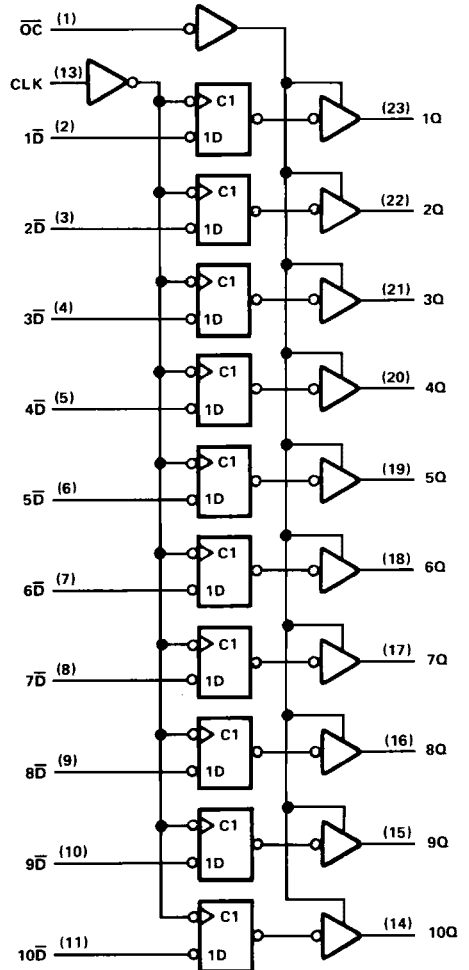 O̅C̅ (1)
CLK (13)
C1
1D̅ (2)
1D
(23)
1Q
C1
2D̅ (3)
1D
(22)
2Q
C1
3D̅ (4)
1D
(21)
3Q
C1
4D̅ (5)
1D
(20)
4Q
C1
5D̅ (6)
1D
(19)
5Q
C1
6D̅ (7)
1D
(18)
6Q
C1
7D̅ (8)
1D
(17)
7Q
C1
8D̅ (9)
1D
(16)
8Q
C1
9D̅ (10)
1D
(15)
9Q
C1
10D̅ (11)
1D
(14)
10Q